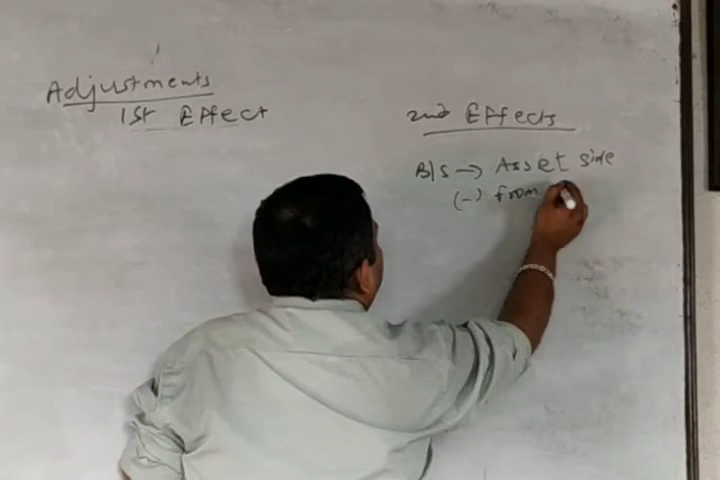 Adjustments
1st Effect
2nd Effects
B/S → Asset side
(-) from